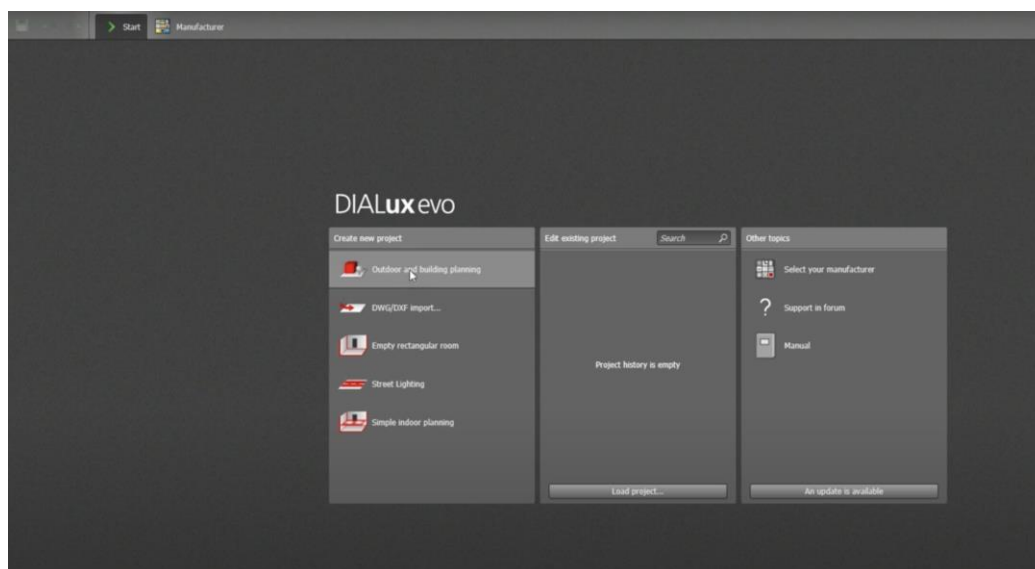 Start
Manufacturer
DIALux evo
Create new project
Outdoor and building planning
DWG/DXF import...
Empty rectangular room
Street Lighting
Simple indoor planning
Edit existing project
Search
Project history is empty
Load project...
Other topics
Select your manufacturer
Support in forum
Manual
An update is available